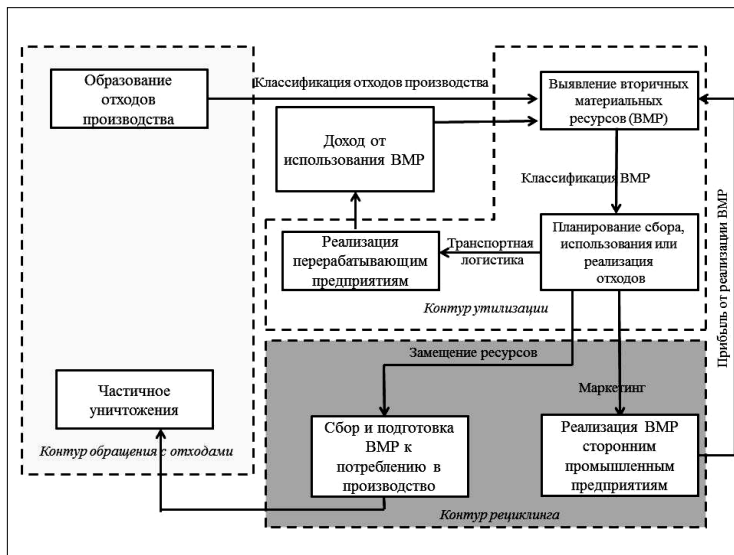 Образование
отходов
производства
Классификация отходов производства
Выявление вторичных
материальных
ресурсов (ВМР)
Доход от
использования ВМР
Классификация ВМР
Реализация
перерабатывающим
предприятиям
Транспортная
логистика
Планирование сбора,
использования или
реализация
отходов
Контур утилизации
Прибыль от реализации ВМР
Замещение ресурсов
Маркетинг
Частичное
уничтожения
Контур обращения с отходами
Сбор и подготовка
ВМР к
потреблению в
производство
Реализация ВМР
сторонним
промышленным
предприятиям
Контур рециклинга